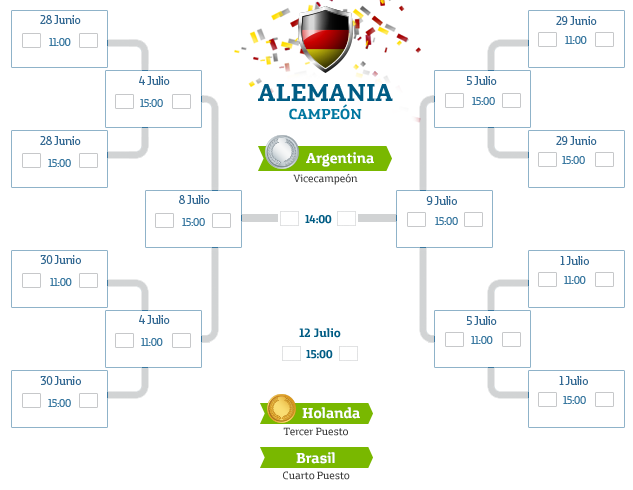 28 Junio
11:00
29 Junio
11:00
4 Julio
15:00
5 Julio
15:00
ALEMANIA
CAMPEÓN
28 Junio
15:00
29 Junio
15:00
Argentina
Vicecampeón
8 Julio
15:00
14:00
9 Julio
15:00
30 Junio
11:00
1 Julio
11:00
4 Julio
11:00
5 Julio
11:00
12 Julio
15:00
30 Junio
15:00
1 Julio
15:00
Holanda
Tercer Puesto
Brasil
Cuarto Puesto